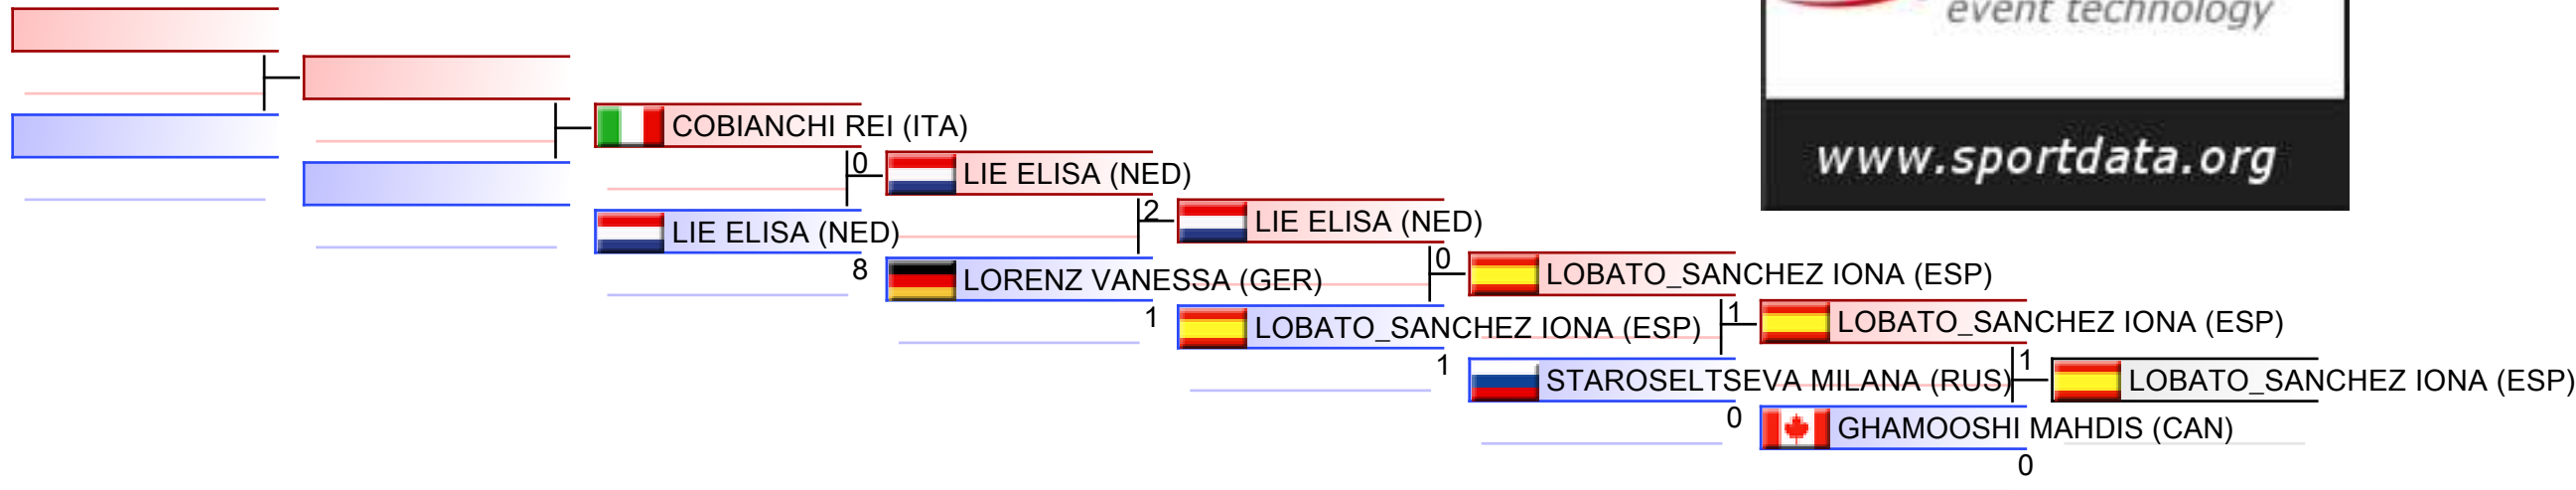 event technology
www.sportdata.org
COBIANCHI REI (ITA)
0
LIE ELISA (NED)
LIE ELISA (NED)
8
2
LIE ELISA (NED)
LORENZ VANESSA (GER)
1
0
LOBATO_SANCHEZ IONA (ESP)
LOBATO_SANCHEZ IONA (ESP)
1
1
LOBATO_SANCHEZ IONA (ESP)
STAROSELTSEVA MILANA (RUS)
0
1
LOBATO_SANCHEZ IONA (ESP)
GHAMOOSHI MAHDIS (CAN)
0